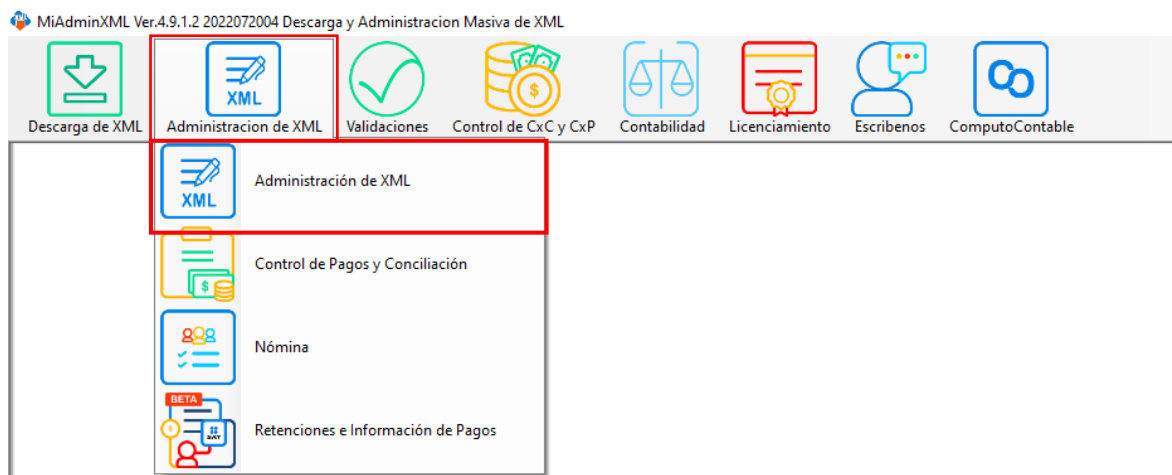 MiAdminXML Ver.4.9.1.2 2022072004 Descarga y Administracion Masiva de XML
XML
Descarga de XML Administracion de XML Validaciones Control de CxC y CxP Contabilidad Licenciamiento Escribenos ComputoContable
XML Administración de XML
Control de Pagos y Conciliación
Nómina
BETA
SAT
Retenciones e Información de Pagos